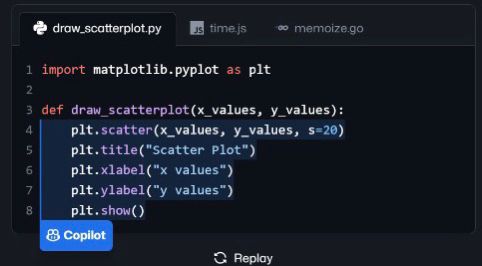 draw_scatterplot.py time.js memoize.go
1 import matplotlib.pyplot as plt
2
3 def draw_scatterplot(x_values, y_values):
4     plt.scatter(x_values, y_values, s=20)
5     plt.title("Scatter Plot")
6     plt.xlabel("x values")
7     plt.ylabel("y values")
8     plt.show()
Copilot
Replay